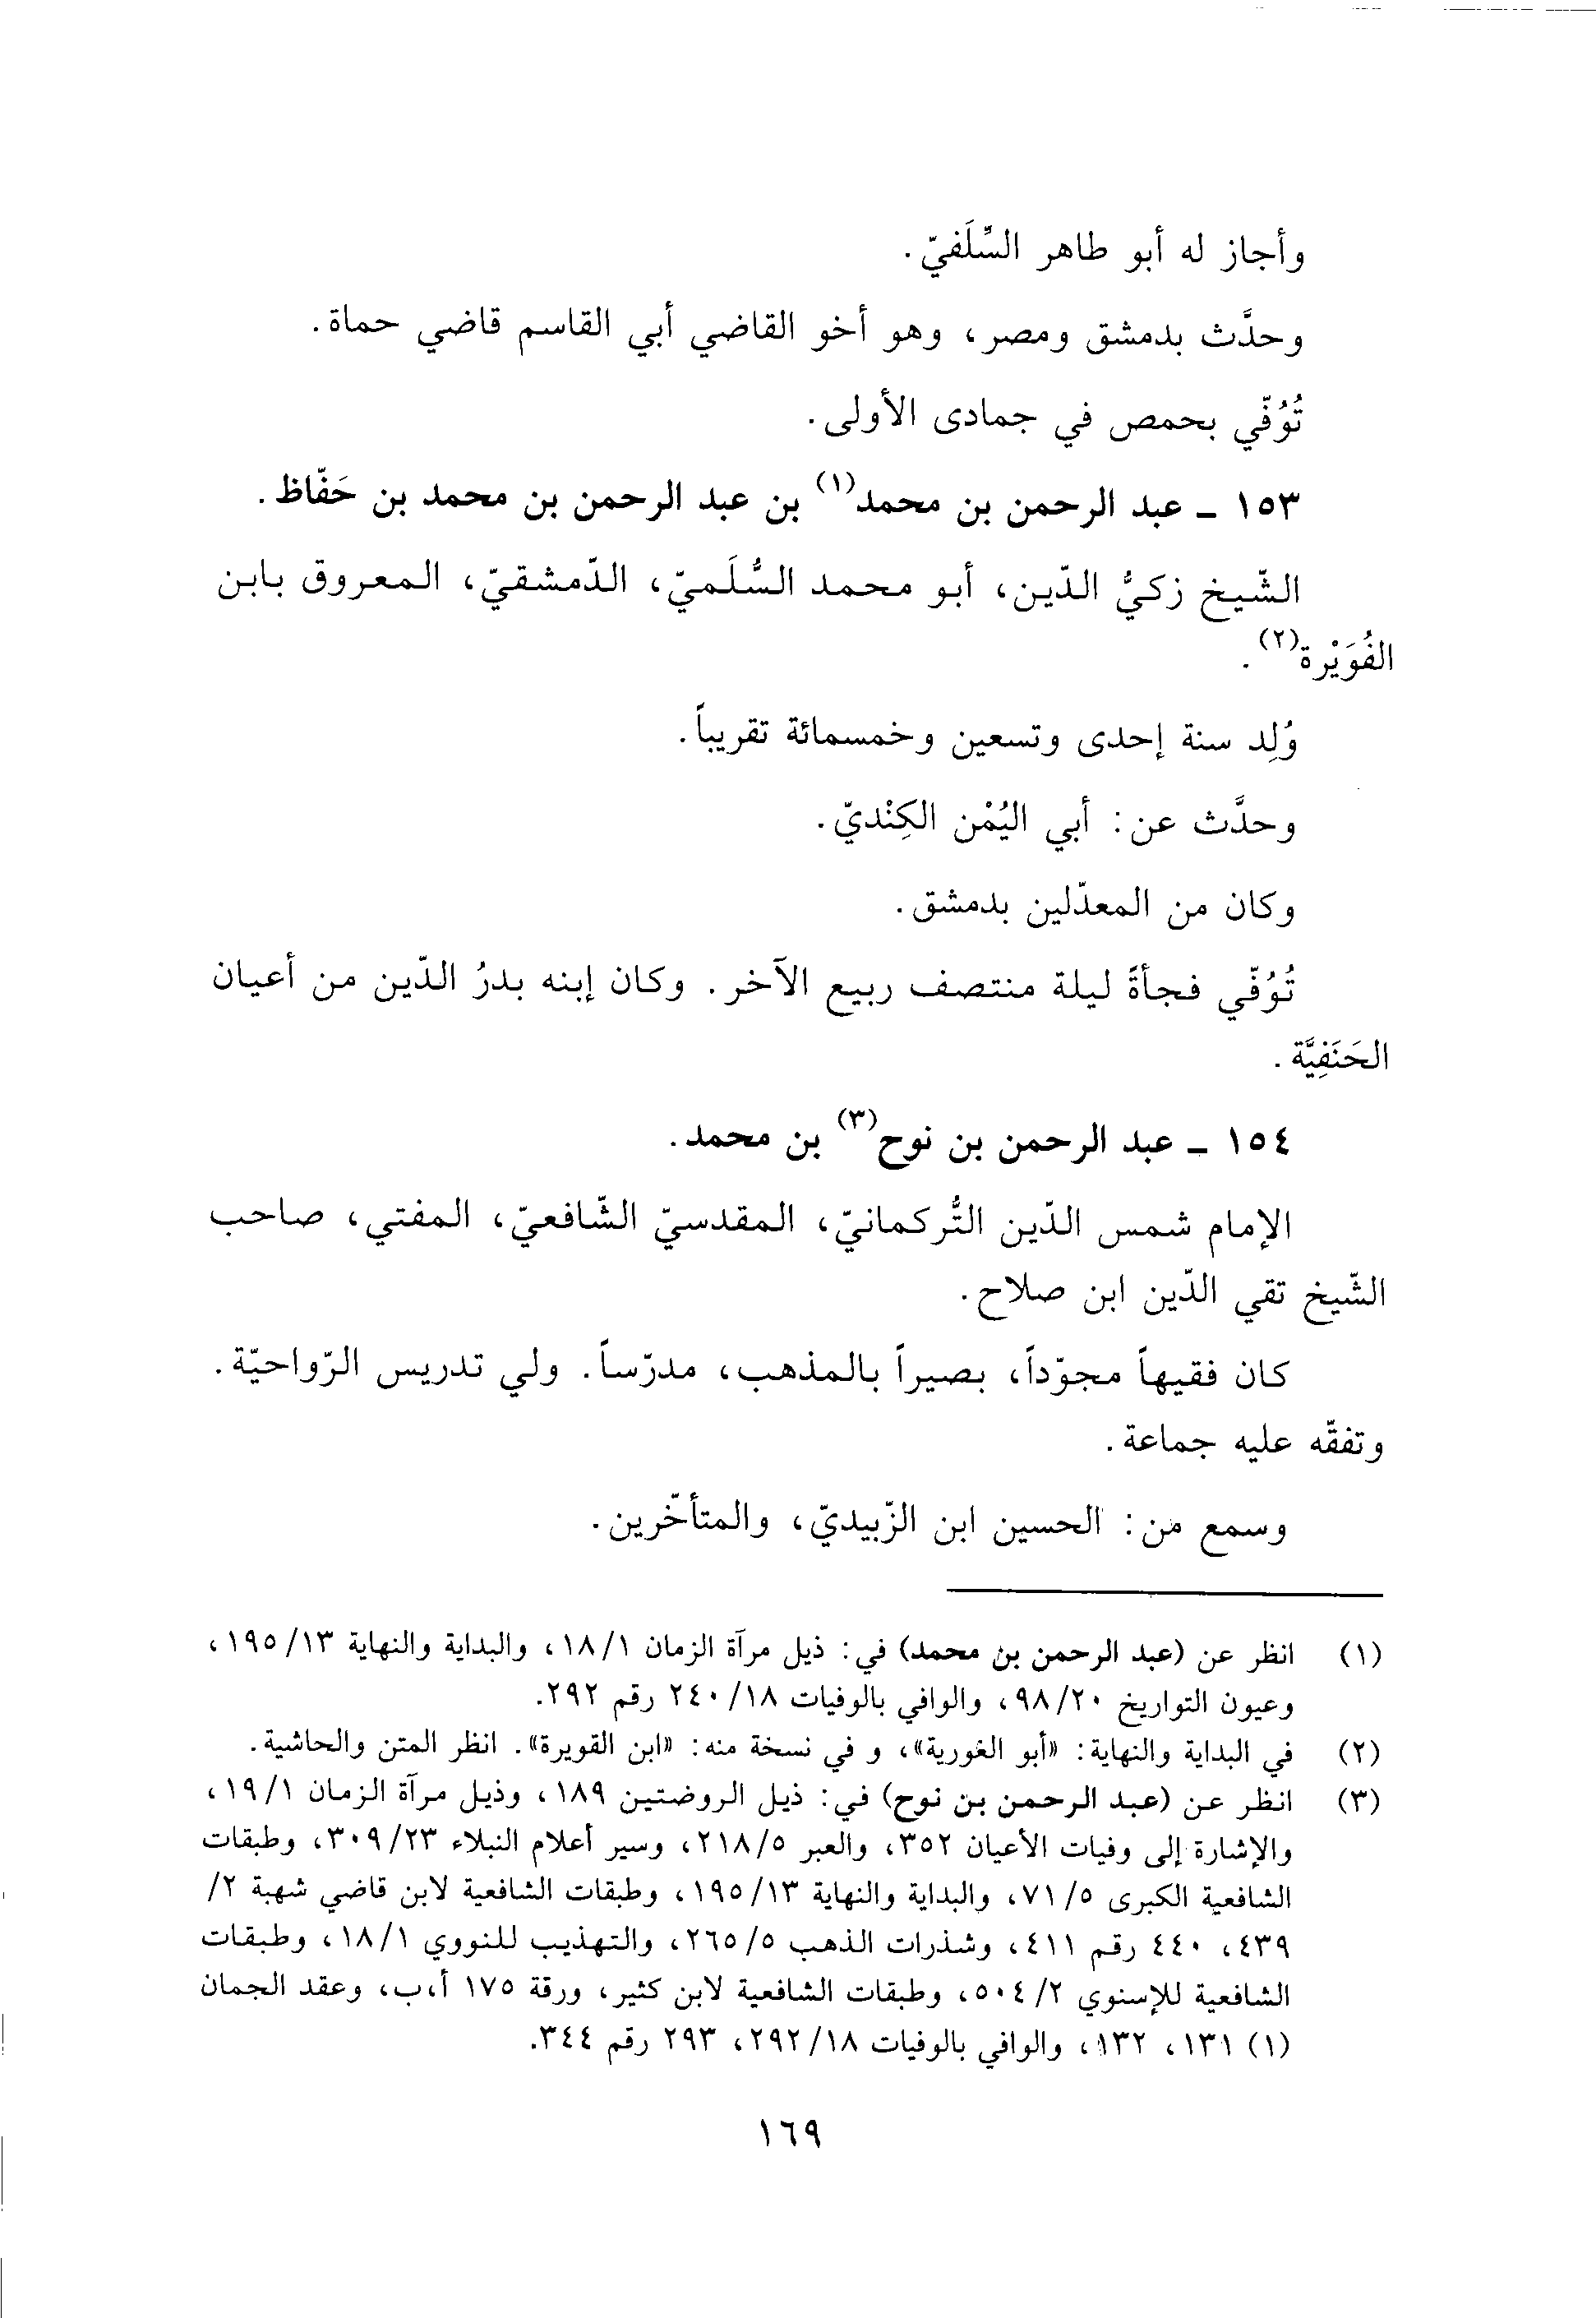 وأجاز له أبو طاهر السِّلَفيّ.
وحدَّث بدمشق ومصر، وهو أخو القاضي أبي القاسم قاضي حماة.
تُوُفّي بحمص في جمادى الأولى.
١٥٣ ـ عبد الرحمن بن محمد(١) بن عبد الرحمن بن محمد بن حَفّاظ.
الشّيخ زكيُّ الدّين، أبو محمد السُّلَميّ، الدّمشقيّ، المعروق بابن
الفُوَيْرة(٢).
وُلِد سنة إحدى وتسعين وخمسمائة تقريباً.
وحدَّث عن: أبي اليُمْن الكِنْديّ.
وكان من المعدّلين بدمشق.
تُوُفّي فجأةً ليلة منتصف ربيع الآخر. وكان إبنه بدرُ الدّين من أعيان
الحَنَفِيَّة.
١٥٤ ـ عبد الرحمن بن نوح(٣) بن محمد.
الإمام شمس الدّين التُّركمانيّ، المقدسيّ الشّافعيّ، المفتي، صاحب
الشّيخ تقي الدّين ابن صلاح.
كان فقيهاً مجوّداً، بصيراً بالمذهب، مدرّساً. ولي تدريس الرّواحيّة.
وتفقّه عليه جماعة.
وسمع من: الحسين ابن الزّبيديّ، والمتأخّرين.
(١) انظر عن (عبد الرحمن بن محمد) في: ذيل مرآة الزمان ١٨/١، والبداية والنهاية ١٩٥/١٣،
وعيون التواريخ ٩٨/٢٠، والوافي بالوفيات ٢٤٠/١٨ رقم ٢٩٢.
(٢) في البداية والنهاية: «أبو الغورية»، و في نسخة منه: «ابن القويرة». انظر المتن والحاشية.
(٣) انظر عن (عبد الرحمن بن نوح) في: ذيل الروضتين ١٨٩، وذيل مرآة الزمان ١٩/١،
والإشارة إلى وفيات الأعيان ٣٥٢، والعبر ٢١٨/٥، وسير أعلام النبلاء ٣٠٩/٢٣، وطبقات
الشافعية الكبرى ٧١/٥، والبداية والنهاية ١٩٥/١٣، وطبقات الشافعية لابن قاضي شهبة ٢/
٤٣٩، ٤٤٠ رقم ٤١١، وشذرات الذهب ٢٦٥/٥، والتهذيب للنووي ١٨/١، وطبقات
الشافعية للإسنوي ٥٠٤/٢، وطبقات الشافعية لابن كثير، ورقة ١٧٥ أ،ب، وعقد الجمان
(١) ١٣١، ١٣٢، والوافي بالوفيات ٢٩٢/١٨، ٢٩٣ رقم ٣٤٤.
١٦٩